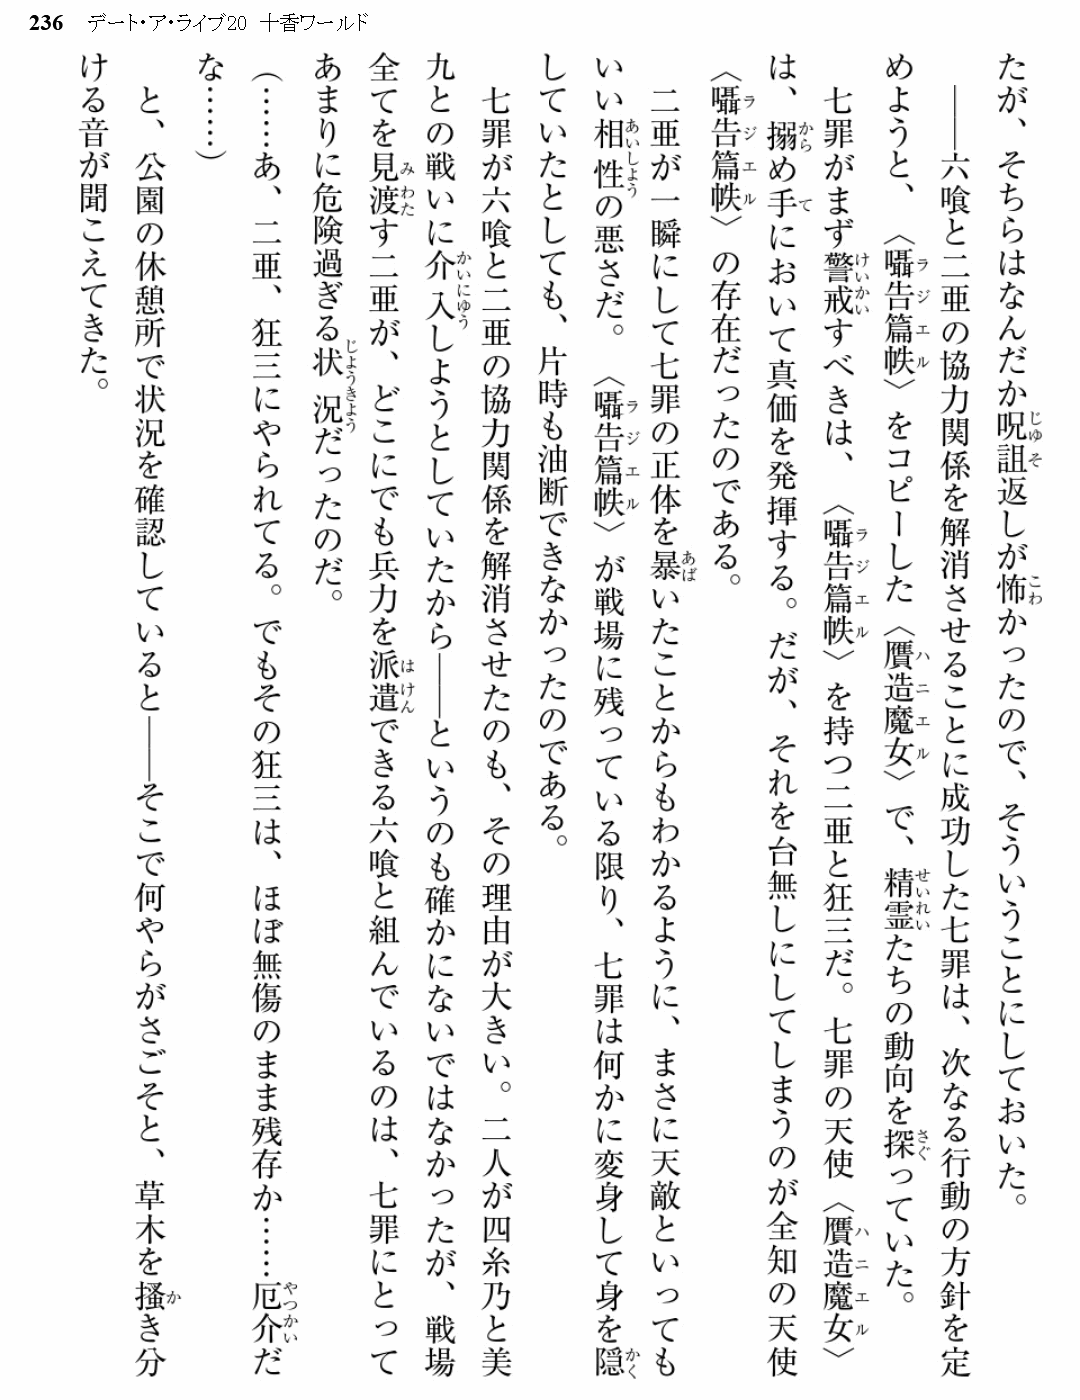 236 デート・ア・ライブ20 十香ワールド
たが、そちらはなんだか呪詛返しが怖かったので、そういうことにしておいた。
――六喰と二亜の協力関係を解消させることに成功した七罪は、次なる行動の方針を定
めようと、〈囁告篇帙〉をコピーした〈贋造魔女〉で、精霊たちの動向を探っていた。
七罪がまず警戒すべきは、〈囁告篇帙〉を持つ二亜と狂三だ。七罪の天使〈贋造魔女〉
は、搦め手において真価を発揮する。だが、それを台無しにしてしまうのが全知の天使
〈囁告篇帙〉の存在だったのである。
二亜が一瞬にして七罪の正体を暴いたことからもわかるように、まさに天敵といっても
いい相性の悪さだ。〈囁告篇帙〉が戦場に残っている限り、七罪は何かに変身して身を隠
していたとしても、片時も油断できなかったのである。
七罪が六喰と二亜の協力関係を解消させたのも、その理由が大きい。二人が四糸乃と美
九との戦いに介入しようとしていたから――というのも確かにないではなかったが、戦場
全てを見渡す二亜が、どこにでも兵力を派遣できる六喰と組んでいるのは、七罪にとって
あまりに危険過ぎる状況だったのだ。
（……あ、二亜、狂三にやられてる。でもその狂三は、ほぼ無傷のまま残存か……厄介だ
な……）
と、公園の休憩所で状況を確認していると――そこで何やらがさごそと、草木を掻き分
ける音が聞こえてきた。